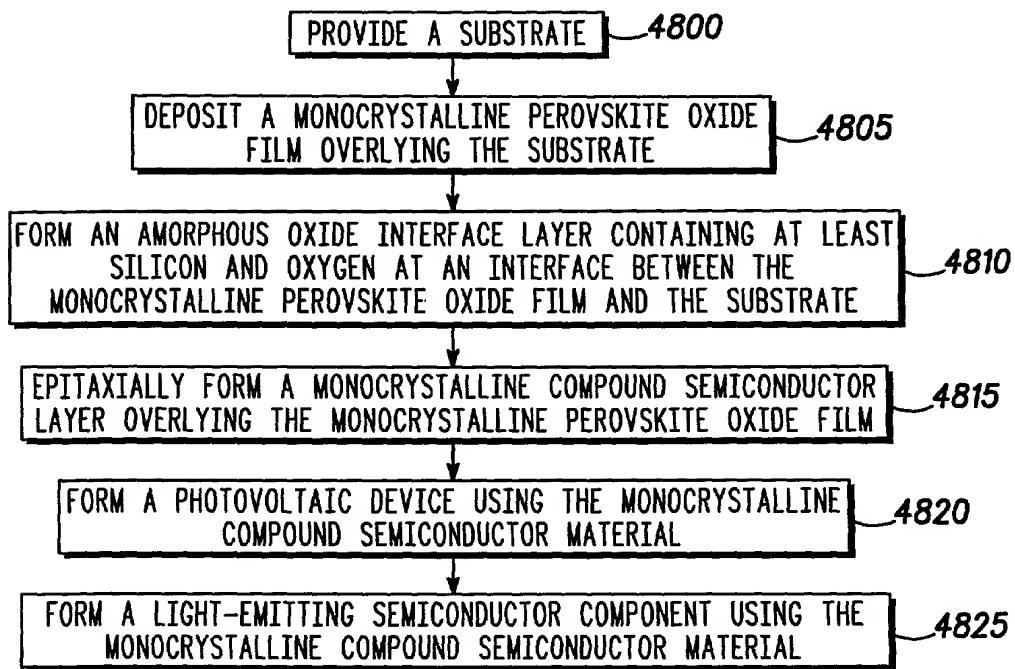 PROVIDE A SUBSTRATE 4800
DEPOSIT A MONOCRYSTALLINE PEROVSKITE OXIDE
FILM OVERLYING THE SUBSTRATE
4805
FORM AN AMORPHOUS OXIDE INTERFACE LAYER CONTAINING AT LEAST
SILICON AND OXYGEN AT AN INTERFACE BETWEEN THE
MONOCRYSTALLINE PEROVSKITE OXIDE FILM AND THE SUBSTRATE
4810
EPITAXIALLY FORM A MONOCRYSTALLINE COMPOUND SEMICONDUCTOR
LAYER OVERLYING THE MONOCRYSTALLINE PEROVSKITE OXIDE FILM
4815
FORM A PHOTOVOLTAIC DEVICE USING THE MONOCRYSTALLINE
COMPOUND SEMICONDUCTOR MATERIAL
4820
FORM A LIGHT-EMITTING SEMICONDUCTOR COMPONENT USING THE
MONOCRYSTALLINE COMPOUND SEMICONDUCTOR MATERIAL
4825